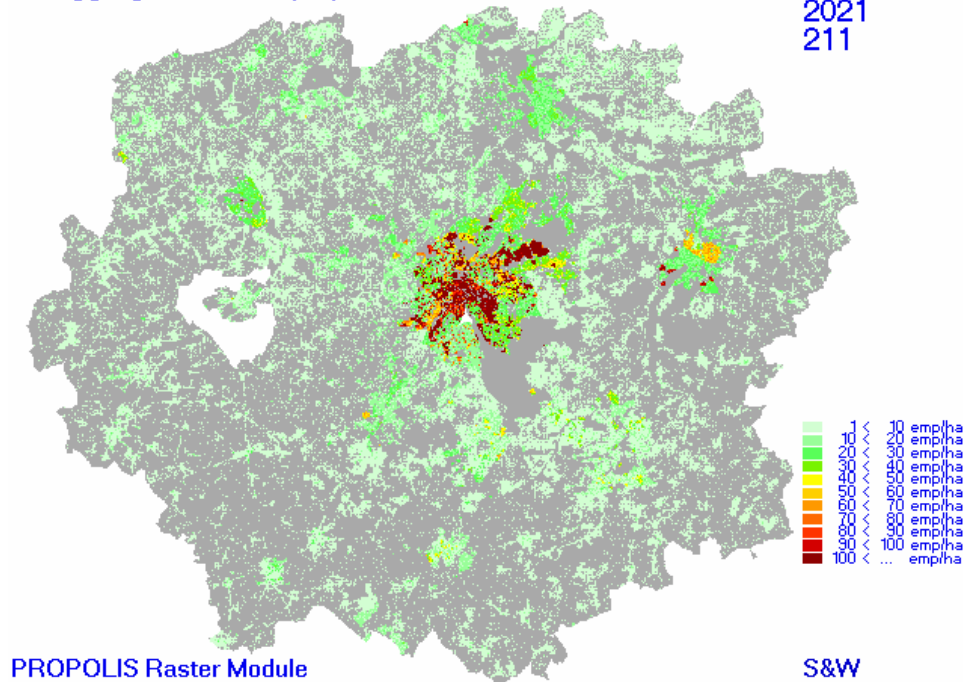 2021
211
1 < 10 emp/ha
10 < 20 emp/ha
20 < 30 emp/ha
30 < 40 emp/ha
40 < 50 emp/ha
50 < 60 emp/ha
60 < 70 emp/ha
70 < 80 emp/ha
80 < 90 emp/ha
90 < 100 emp/ha
100 < ... emp/ha
PROPOLIS Raster Module
S&W